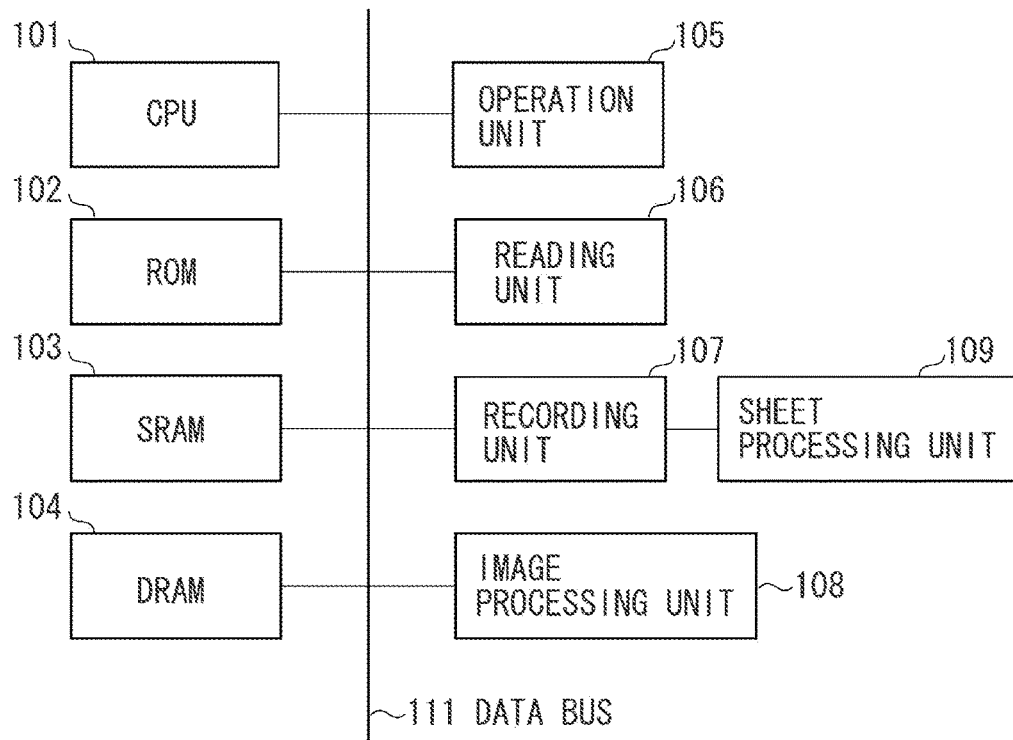 101
CPU
105
OPERATION
UNIT
102
ROM
106
READING
UNIT
103
SRAM
107
RECORDING
UNIT
109
SHEET
PROCESSING UNIT
104
DRAM
IMAGE
PROCESSING UNIT
108
111 DATA BUS